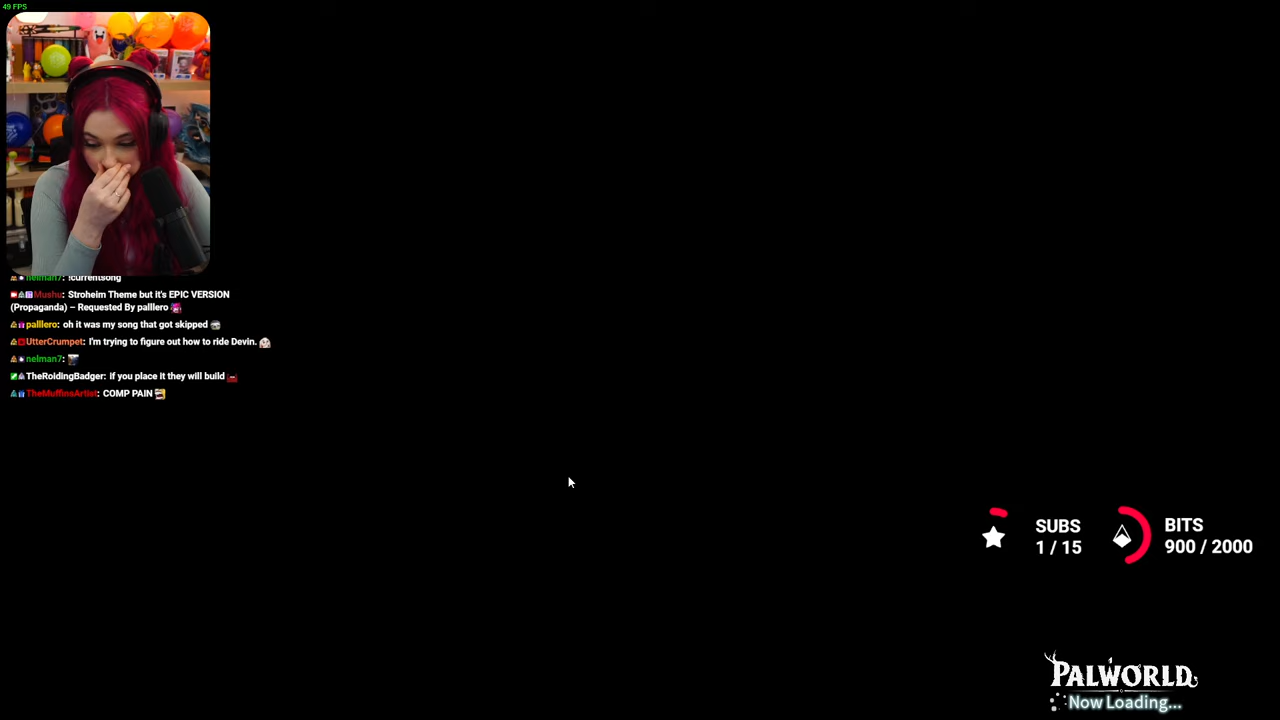 49 FPS
nelman7: !currentsong
Mushu: Stroheim Theme but it's EPIC VERSION
(Propaganda) – Requested By palllero
palllero: oh it was my song that got skipped
UtterCrumpet: I'm trying to figure out how to ride Devin.
nelman7:
TheRoidingBadger: if you place it they will build
TheMuffinsArtist: COMP PAIN
SUBS
1 / 15
BITS
900 / 2000
PALWORLD
Now Loading...